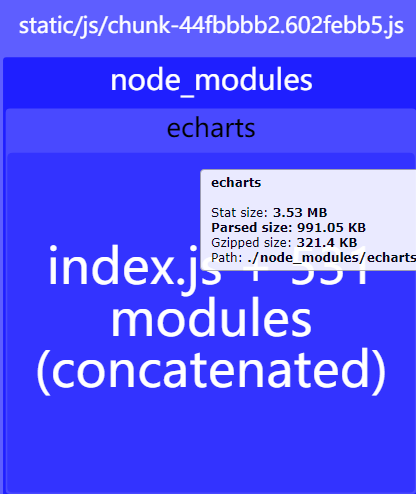 static/js/chunk-44fbbbb2.602febb5.js
node_modules
echarts
echarts
Stat size: 3.53 MB
Parsed size: 991.05 KB
Gzipped size: 321.4 KB
Path: ./node_modules/echarts
index.js +
modules
(concatenated)